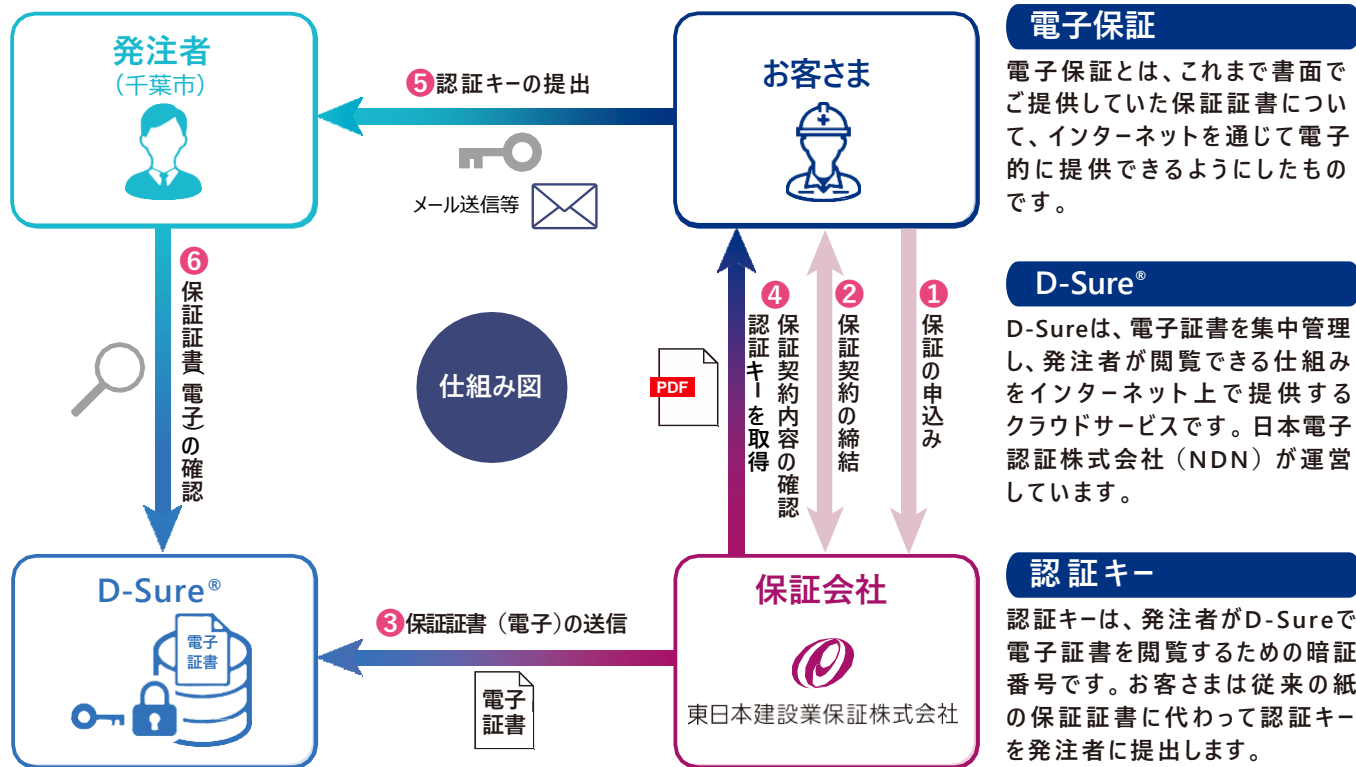 発注者
（千葉市）
❺認証キーの提出
メール送信等
お客さま
❻
保証証書（電子）の確認
仕組み図
PDF
❹
保証契約内容の確認
認証キーを取得
❷
保証契約の締結
❶
保証の申込み
D-Sure®
電子
証書
❸保証証書（電子）の送信
電子
証書
保証会社
東日本建設業保証株式会社
電子保証
電子保証とは、これまで書面で
ご提供していた保証証書につい
て、インターネットを通じて電子
的に提供できるようにしたもの
です。
D-Sure®
D-Sureは、電子証書を集中管理
し、発注者が閲覧できる仕組み
をインターネット上で提供する
クラウドサービスです。日本電子
認証株式会社（NDN）が運営
しています。
認証キー
認証キーは、発注者がD-Sureで
電子証書を閲覧するための暗証
番号です。お客さまは従来の紙
の保証証書に代わって認証キー
を発注者に提出します。